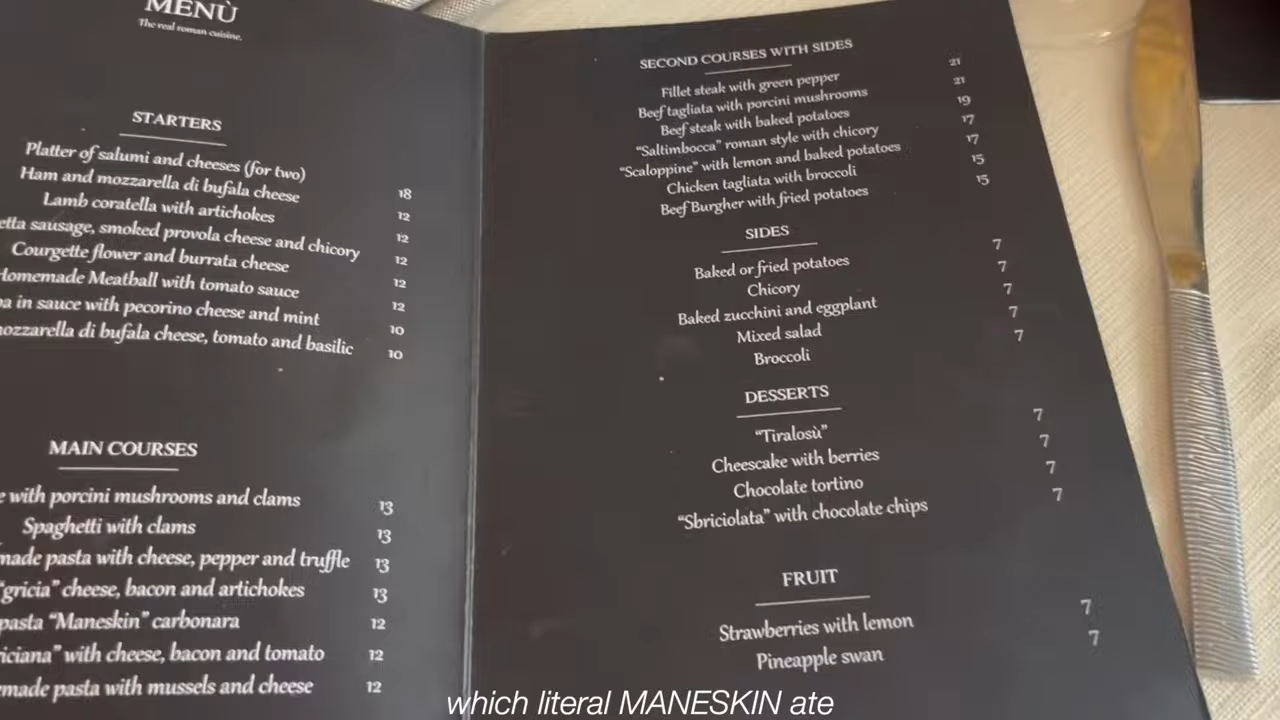 MENÙ
The real roman cuisine.
STARTERS
Platter of salumi and cheeses (for two) 18
Ham and mozzarella di bufala cheese 12
Lamb coratella with artichokes 12
sausage, smoked provola cheese and chicory 12
Courgette flower and burrata cheese 12
Homemade Meatball with tomato sauce 12
in sauce with pecorino cheese and mint 10
mozzarella di bufala cheese, tomato and basilic 10
MAIN COURSES
with porcini mushrooms and clams 13
Spaghetti with clams 13
made pasta with cheese, pepper and truffle 13
"gricia" cheese, bacon and artichokes 13
pasta "Maneskin" carbonara 12
with cheese, bacon and tomato 12
made pasta with mussels and cheese 12
SECOND COURSES WITH SIDES
Fillet steak with green pepper 21
Beef tagliata with porcini mushrooms 21
Beef steak with baked potatoes 19
"Saltimbocca" roman style with chicory 17
"Scaloppine" with lemon and baked potatoes 17
Chicken tagliata with broccoli 15
Beef Burgher with fried potatoes 15
SIDES
Baked or fried potatoes 7
Chicory 7
Baked zucchini and eggplant 7
Mixed salad 7
Broccoli 7
DESSERTS
"Tiralosù" 7
Cheescake with berries 7
Chocolate tortino 7
"Sbriciolata" with chocolate chips 7
FRUIT
Strawberries with lemon 7
Pineapple swan 7
which literal MANESKIN ate